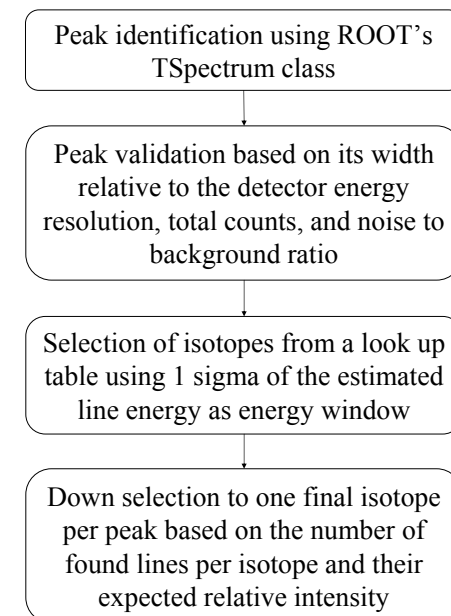 Peak identification using ROOT’s
TSpectrum class
Peak validation based on its width
relative to the detector energy
resolution, total counts, and noise to
background ratio
Selection of isotopes from a look up
table using 1 sigma of the estimated
line energy as energy window
Down selection to one final isotope
per peak based on the number of
found lines per isotope and their
expected relative intensity